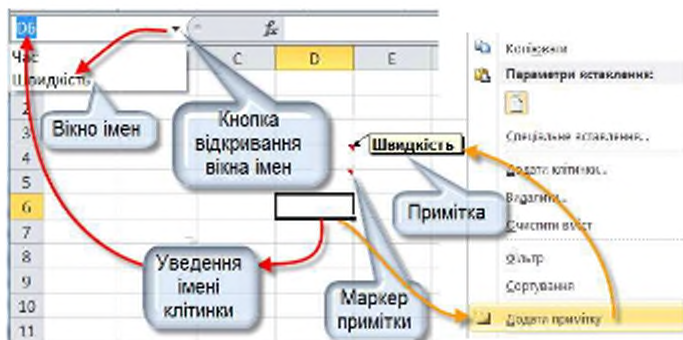 D6
fx
Час
Швидкість
C
D
E
2
3
4
5
6
7
8
9
10
11
Вікно імен
Кнопка
відкривання
вікна імен
Швидкість
Примітка
Уведення
імені
клітинки
Маркер
примітки
Копіювати
Параметри вставлення:
Спеціальне вставлення...
Додати клітинки...
Видалити...
Очистити вміст
Фільтр
Сортування
Додати примітку